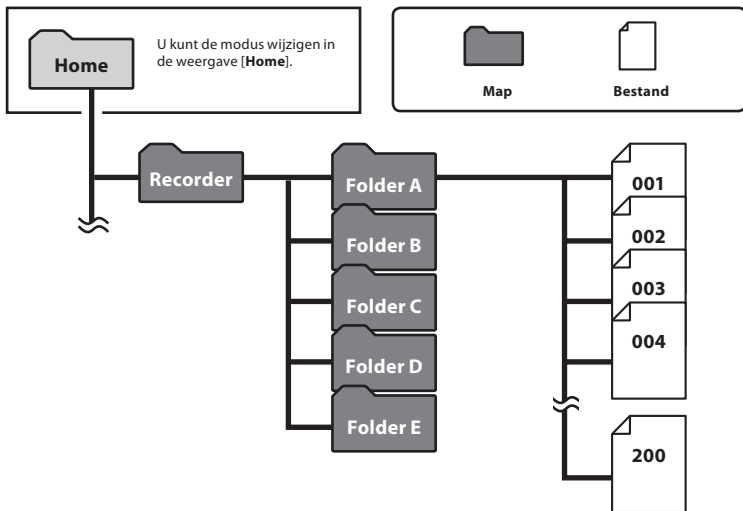 Home
U kunt de modus wijzigen in
de weergave [Home].
Map
Bestand
Recorder
Folder A
Folder B
Folder C
Folder D
Folder E
001
002
003
004
200